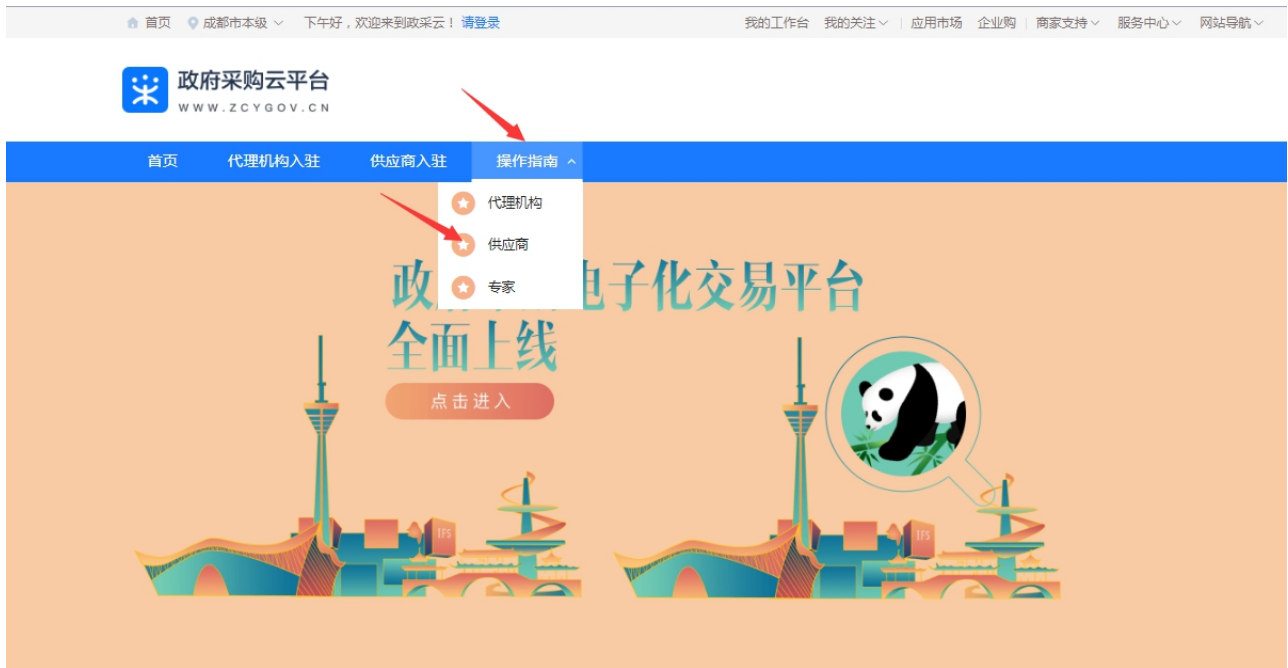 首页 成都市本级 下午好，欢迎来到政采云！ 请登录 我的工作台 我的关注 应用市场 企业购 商家支持 服务中心 网站导航
政府采购云平台
WWW.ZCYGOV.CN
首页 代理机构入驻 供应商入驻 操作指南
代理机构
供应商
专家
政 电子化交易平台
全面上线
点击进入
IFS IFS